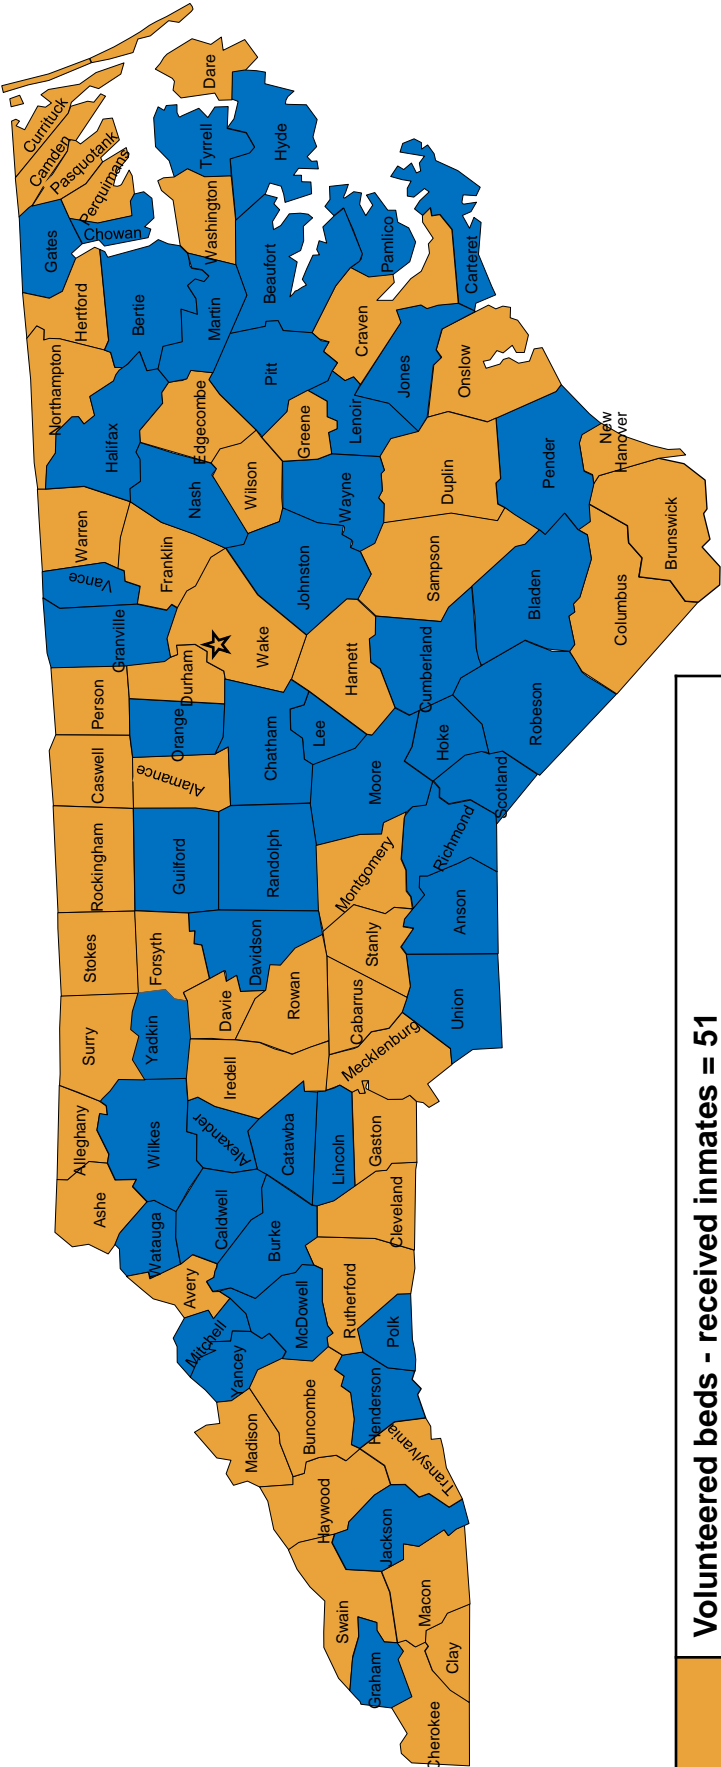 Cherokee
Graham
Clay
Macon
Swain
Jackson
Haywood
Transylvania
Henderson
Buncombe
Madison
Yancey
Mitchell
Polk
Rutherford
McDowell
Avery
Cleveland
Burke
Caldwell
Watauga
Ashe
Alleghany
Wilkes
Alexander
Catawba
Lincoln
Gaston
Mecklenburg
Iredell
Surry
Yadkin
Davie
Rowan
Cabarrus
Union
Stanly
Davidson
Forsyth
Stokes
Rockingham
Guilford
Randolph
Montgomery
Anson
Richmond
Scotland
Moore
Hoke
Lee
Chatham
Alamance
Caswell
Person
Orange
Durham
Granville
Wake
Harnett
Cumberland
Robeson
Bladen
Columbus
Brunswick
New
Hanover
Pender
Sampson
Duplin
Johnston
Wayne
Vance
Warren
Franklin
Nash
Wilson
Halifax
Northampton
Edgecombe
Greene
Lenoir
Jones
Onslow
Pitt
Craven
Carteret
Pamlico
Beaufort
Martin
Bertie
Hertford
Gates
Chowan
Perquimans
Pasquotank
Camden
Currituck
Washington
Tyrrell
Hyde
Dare
Volunteered beds - received inmates = 51